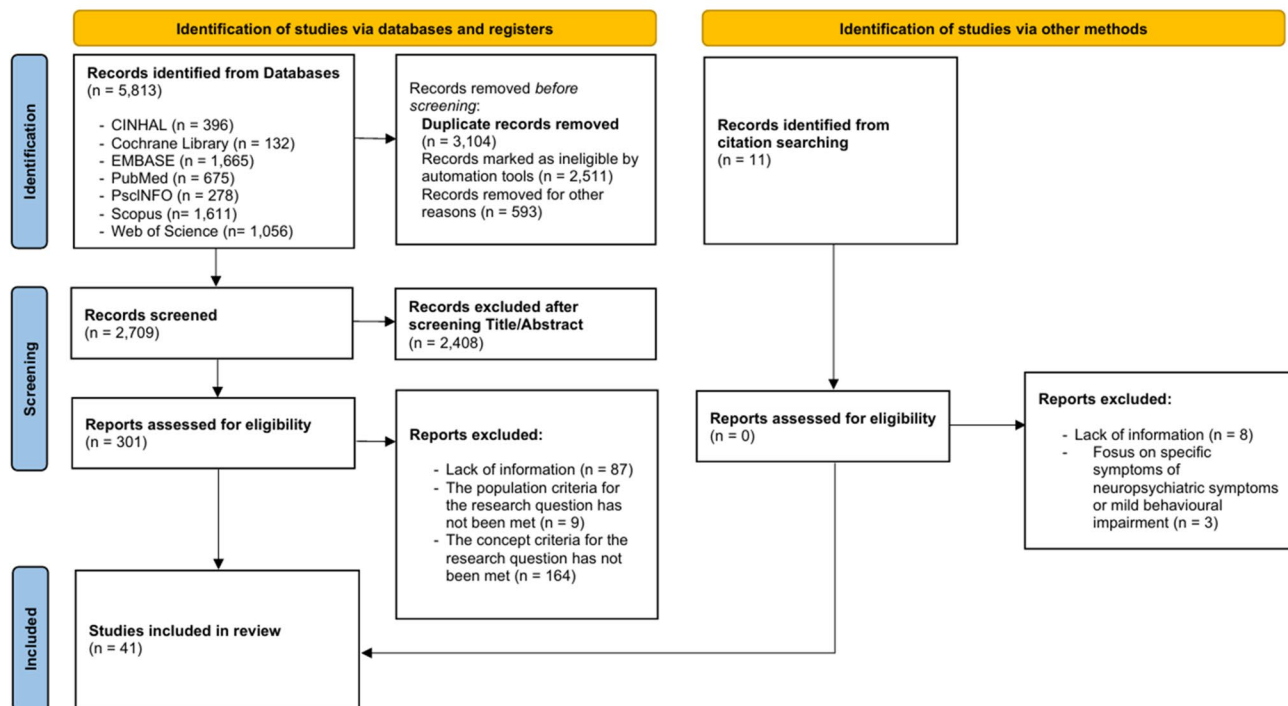 Identification of studies via databases and registers
Identification of studies via other methods
Identification
Records identified from Databases
(n = 5,813)
- CINHAL (n = 396)
- Cochrane Library (n = 132)
- EMBASE (n = 1,665)
- PubMed (n = 675)
- PscINFO (n = 278)
- Scopus (n= 1,611)
- Web of Science (n= 1,056)
Records removed before
screening:
Duplicate records removed
(n = 3,104)
Records marked as ineligible by
automation tools (n = 2,511)
Records removed for other
reasons (n = 593)
Records identified from
citation searching
(n = 11)
Screening
Records screened
(n = 2,709)
Records excluded after
screening Title/Abstract
(n = 2,408)
Reports assessed for eligibility
(n = 301)
Reports excluded:
- Lack of information (n = 87)
- The population criteria for
the research question has
not been met (n = 9)
- The concept criteria for the
research question has not
been met (n = 164)
Reports assessed for eligibility
(n = 0)
Reports excluded:
- Lack of information (n = 8)
- Fosus on specific
symptoms of
neuropsychiatric symptoms
or mild behavioural
impairment (n = 3)
Included
Studies included in review
(n = 41)